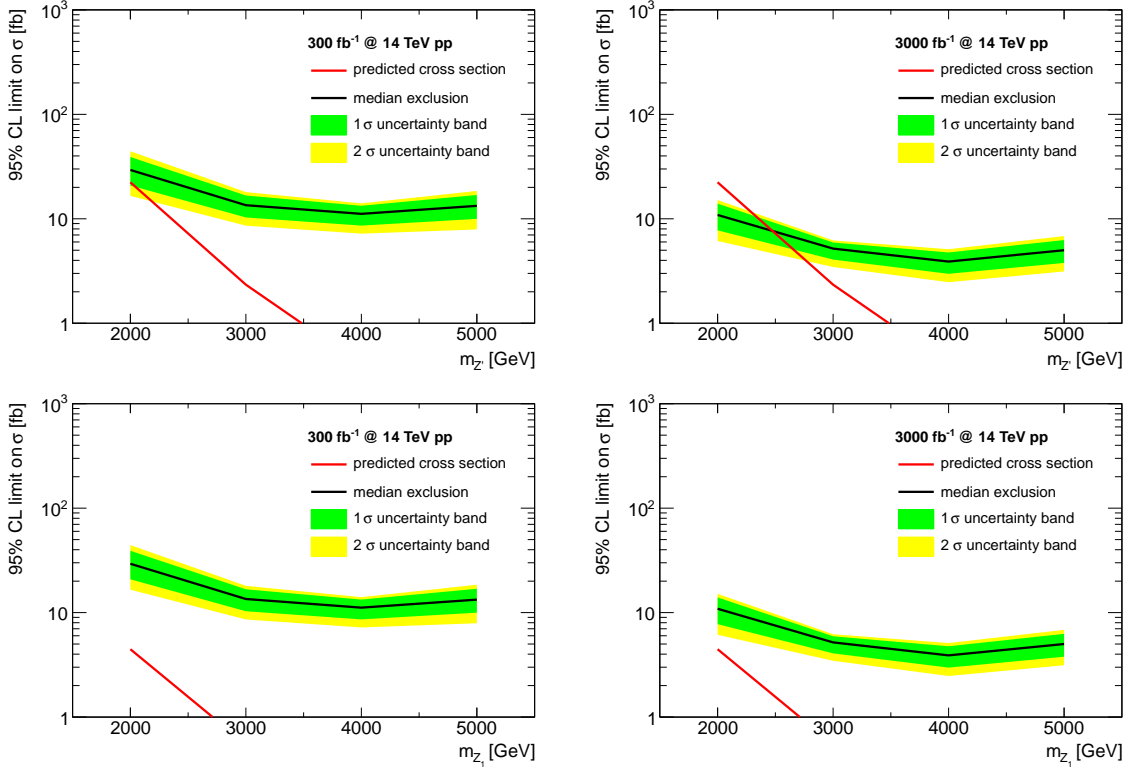 95% CL limit on σ [fb]
10³
10²
10
1
300 fb⁻¹ @ 14 TeV pp
predicted cross section
median exclusion
1 σ uncertainty band
2 σ uncertainty band
2000 3000 4000 5000
m_Z' [GeV]
95% CL limit on σ [fb]
10³
10²
10
1
3000 fb⁻¹ @ 14 TeV pp
predicted cross section
median exclusion
1 σ uncertainty band
2 σ uncertainty band
2000 3000 4000 5000
m_Z' [GeV]
95% CL limit on σ [fb]
10³
10²
10
1
300 fb⁻¹ @ 14 TeV pp
predicted cross section
median exclusion
1 σ uncertainty band
2 σ uncertainty band
2000 3000 4000 5000
m_Z₁ [GeV]
95% CL limit on σ [fb]
10³
10²
10
1
3000 fb⁻¹ @ 14 TeV pp
predicted cross section
median exclusion
1 σ uncertainty band
2 σ uncertainty band
2000 3000 4000 5000
m_Z₁ [GeV]